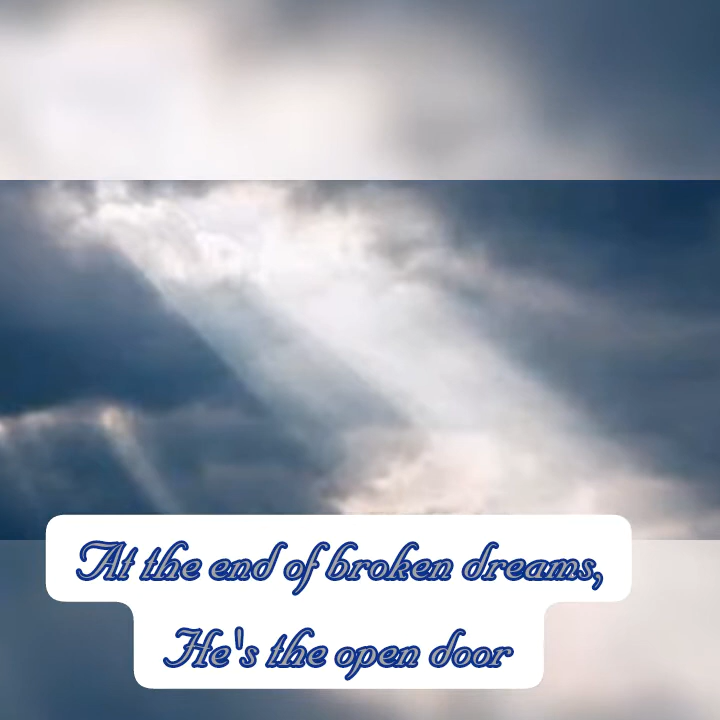 At the end of broken dreams,
He's the open door